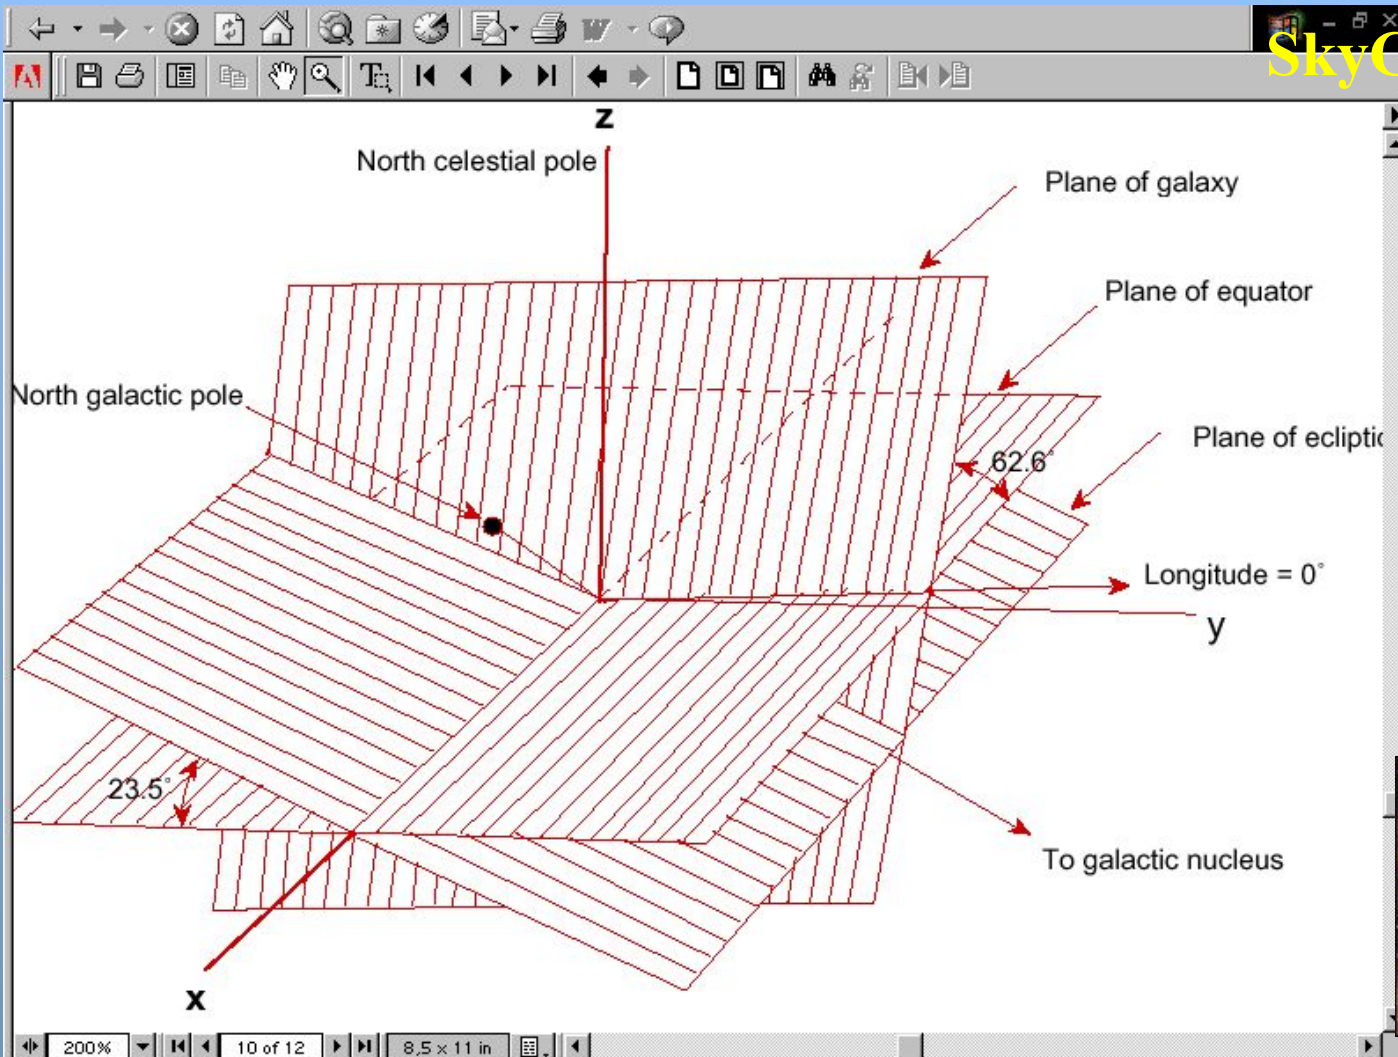 SkyC
z
North celestial pole
Plane of galaxy
Plane of equator
North galactic pole
Plane of ecliptic
62.6°
Longitude = 0°
y
23.5°
To galactic nucleus
x
200% 10 of 12 8,5 x 11 in